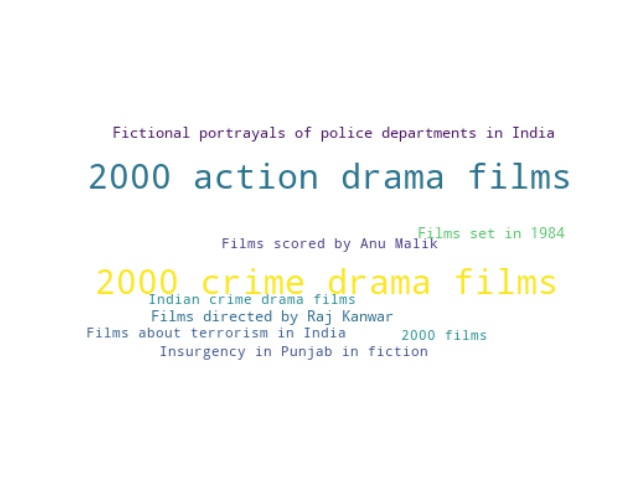 Fictional portrayals of police departments in India
2000 action drama films
Films set in 1984
Films scored by Anu Malik
2000 crime drama films
Indian crime drama films
Films directed by Raj Kanwar
Films about terrorism in India
2000 films
Insurgency in Punjab in fiction